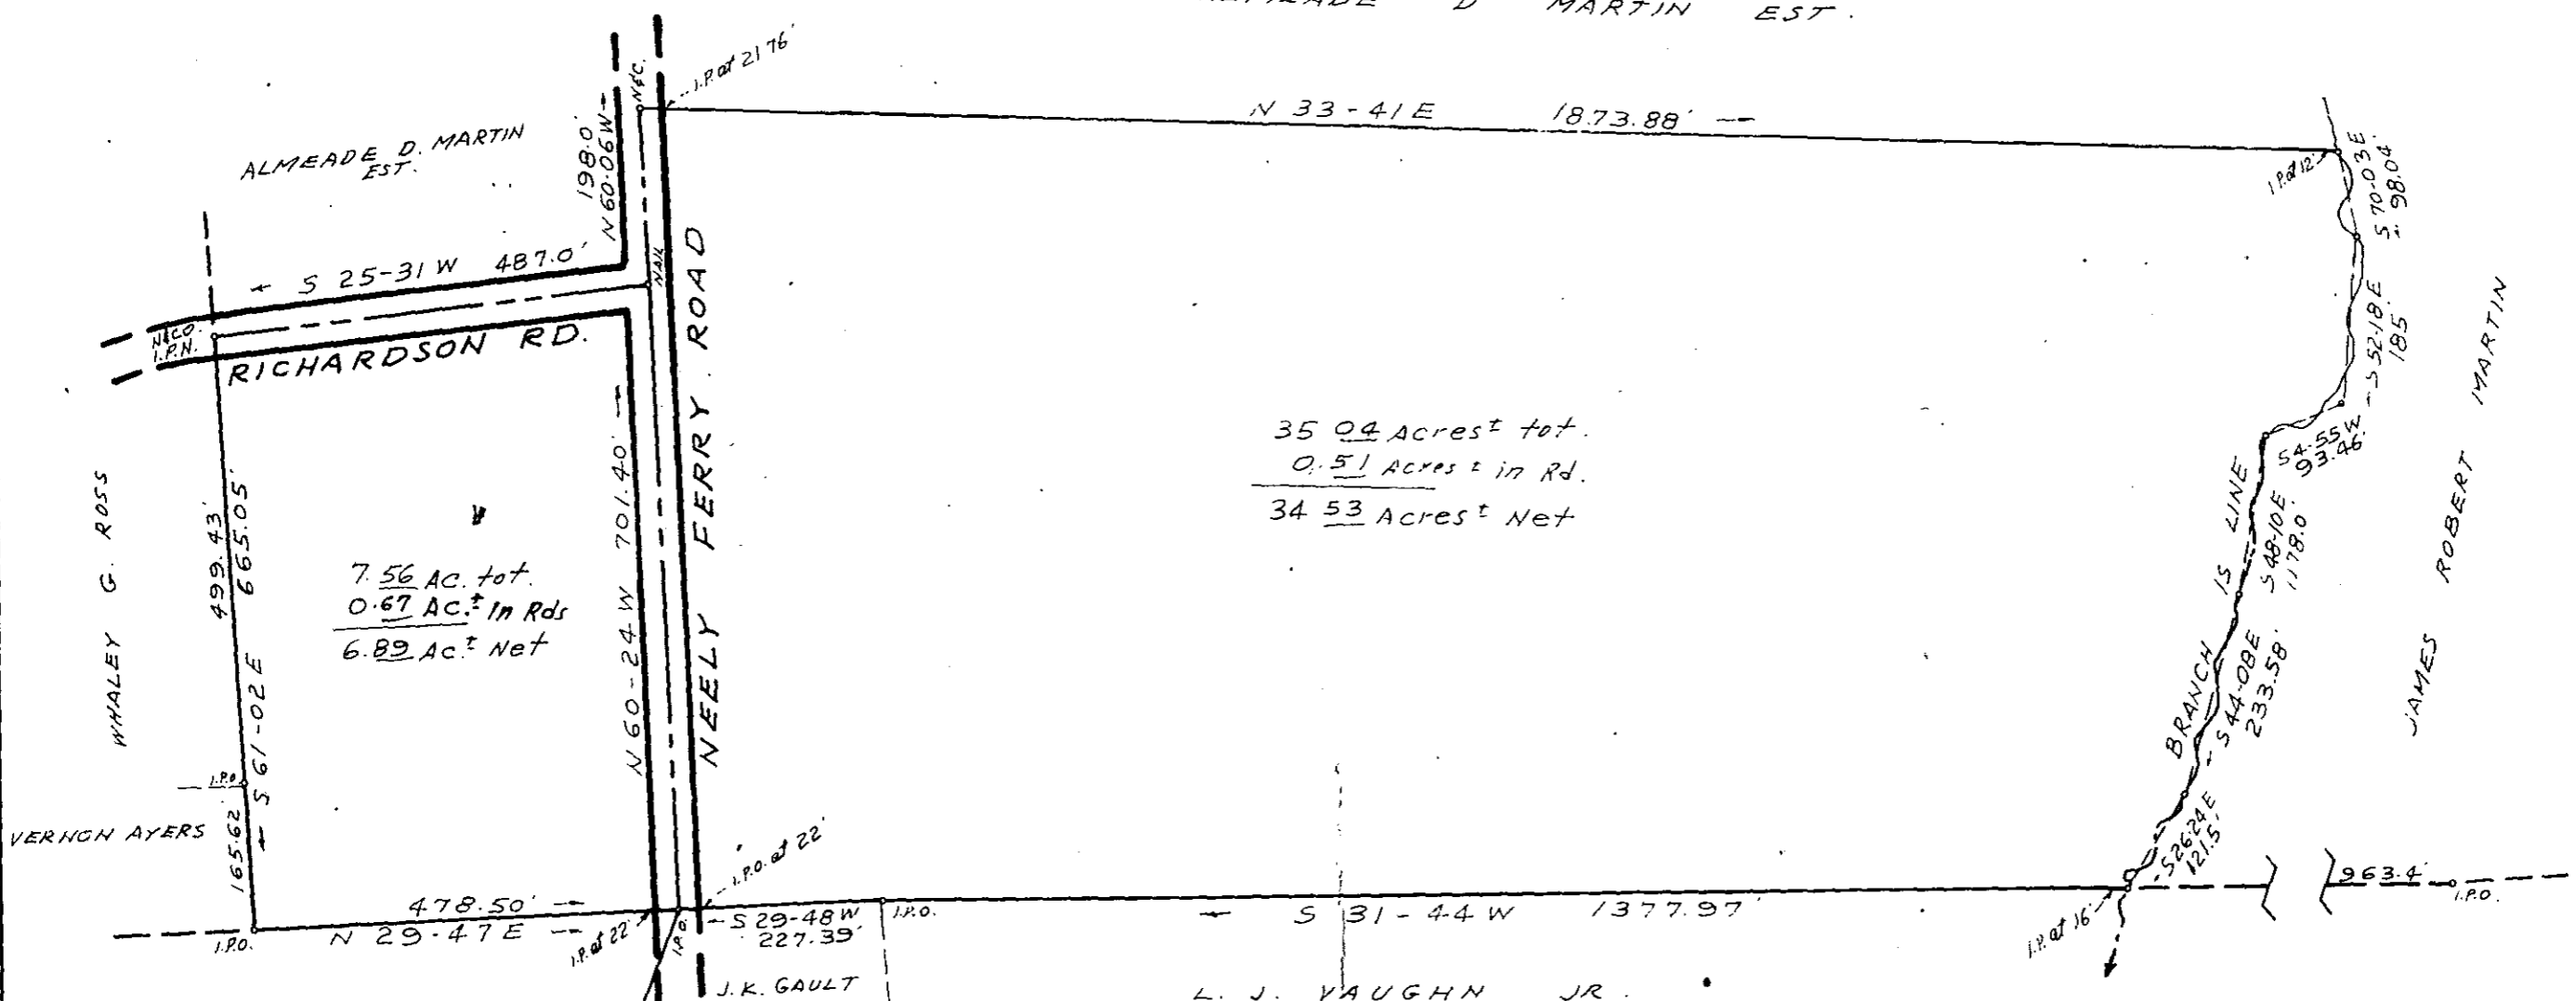 D MARTIN EST.
I.P. at 21.76'
N&C.
N 33-41 E 1873.88'
ALMEADE D. MARTIN
EST.
198.0'
N 60-06 W
I.P. at 12'
S 70-03 E
98.04'
S 25-31 W 487.0'
NAIL
N&C.O.
I.P.N.
RICHARDSON RD.
NEELY FERRY ROAD
S 52-18 E
185'
JAMES ROBERT MARTIN
S 4-55 W
93.46'
35.04 Acres ± tot.
0.51 Acres ± in Rd.
34.53 Acres ± Net
WHALEY G. ROSS
499.43'
665.05'
S 61-02 E
7.56 AC. tot.
0.67 AC. ± In Rds
6.89 AC. ± Net
N 60-24 W 701.40'
BRANCH IS LINE
S 48-10 E
178.0'
S 44-08 E
233.58'
I.P.O.
VERNON AYERS
165.62
S 26-24 E
121.5'
I.P.O. at 22'
963.4'
I.P.O.
478.50'
N 29-47 E
I.P.O.
I.P. at 22'
I.P.O.
S 29-48 W
227.39'
I.P.O.
S 31-44 W 1377.97'
I.P. at 16'
J.K. GAULT
L. J. VAUGHN JR.